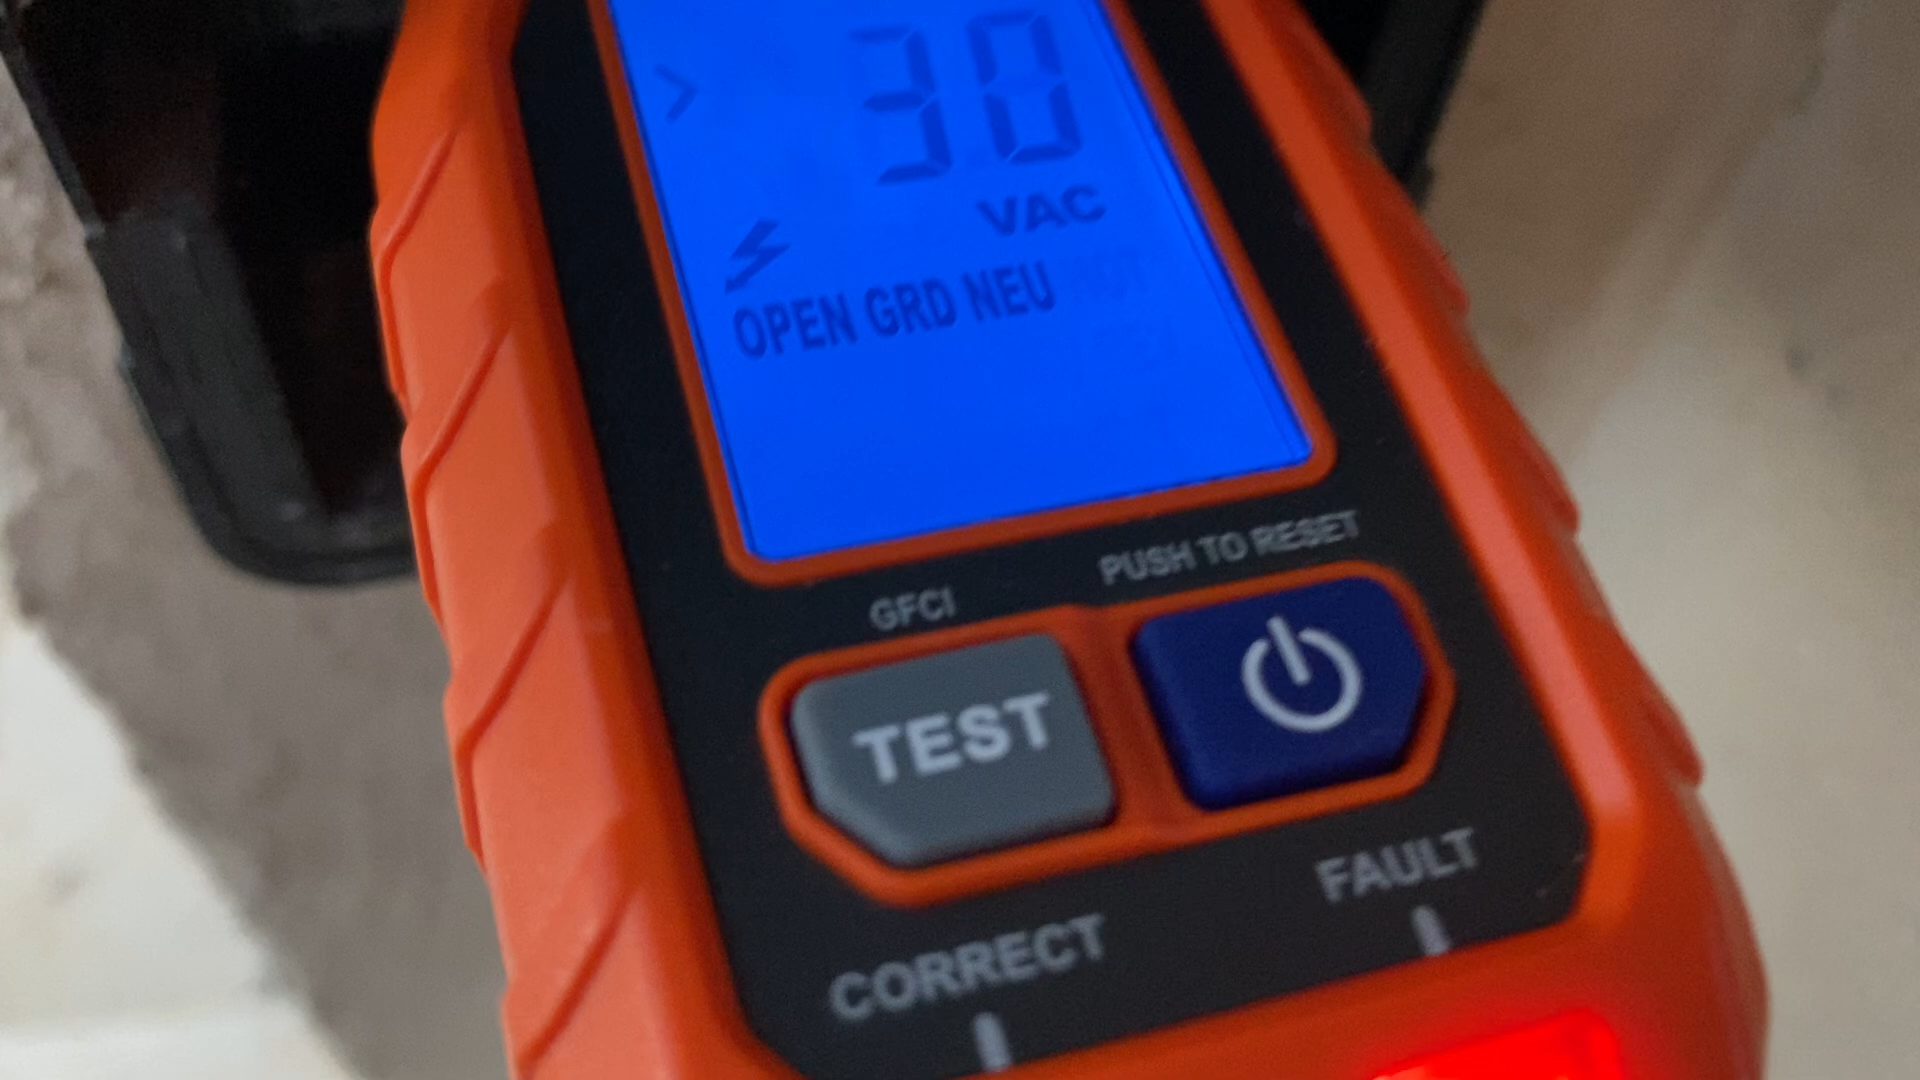 > 30
VAC
OPEN GRD NEU
GFCI
PUSH TO RESET
TEST
CORRECT
FAULT